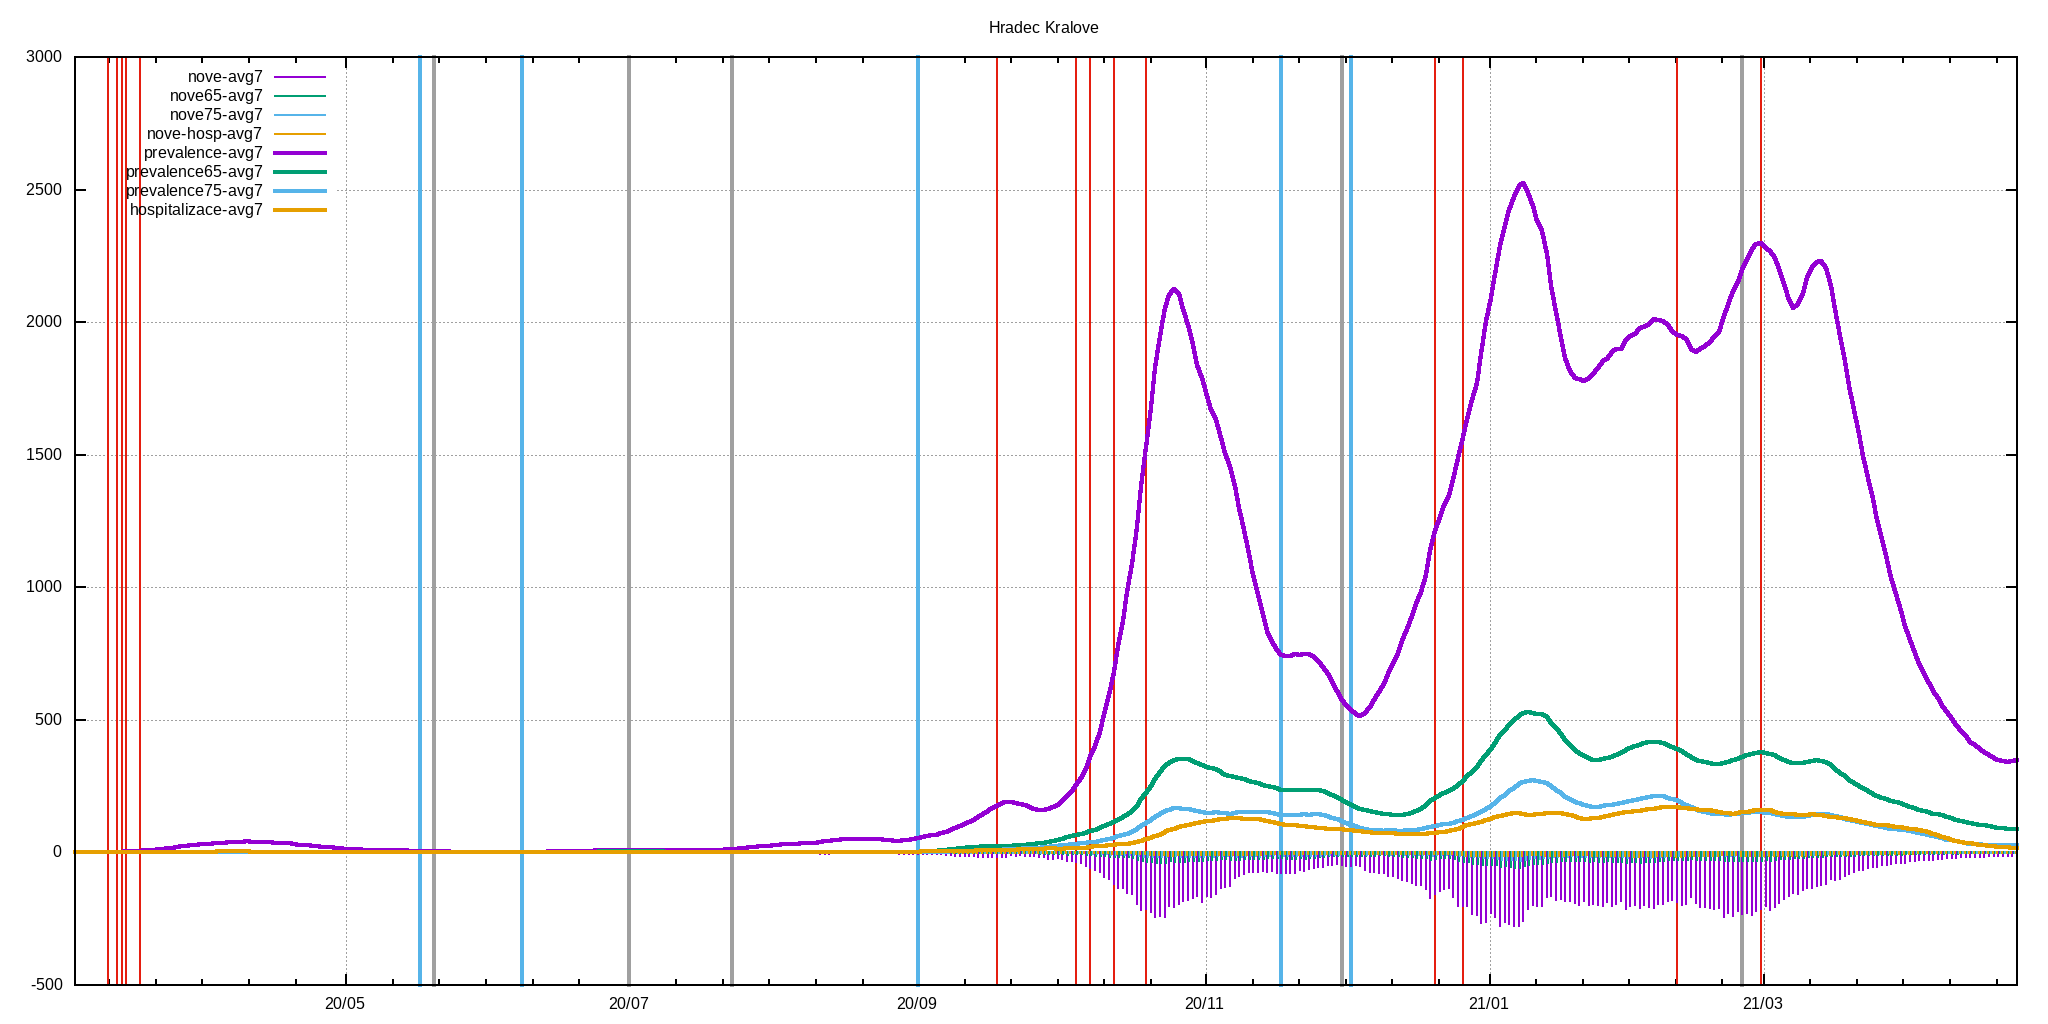 Hradec Kralove
3000
2500
2000
1500
1000
500
0
-500
nove-avg7
nove65-avg7
nove75-avg7
nove-hosp-avg7
prevalence-avg7
prevalence65-avg7
prevalence75-avg7
hospitalizace-avg7
20/05 20/07 20/09 20/11 21/01 21/03